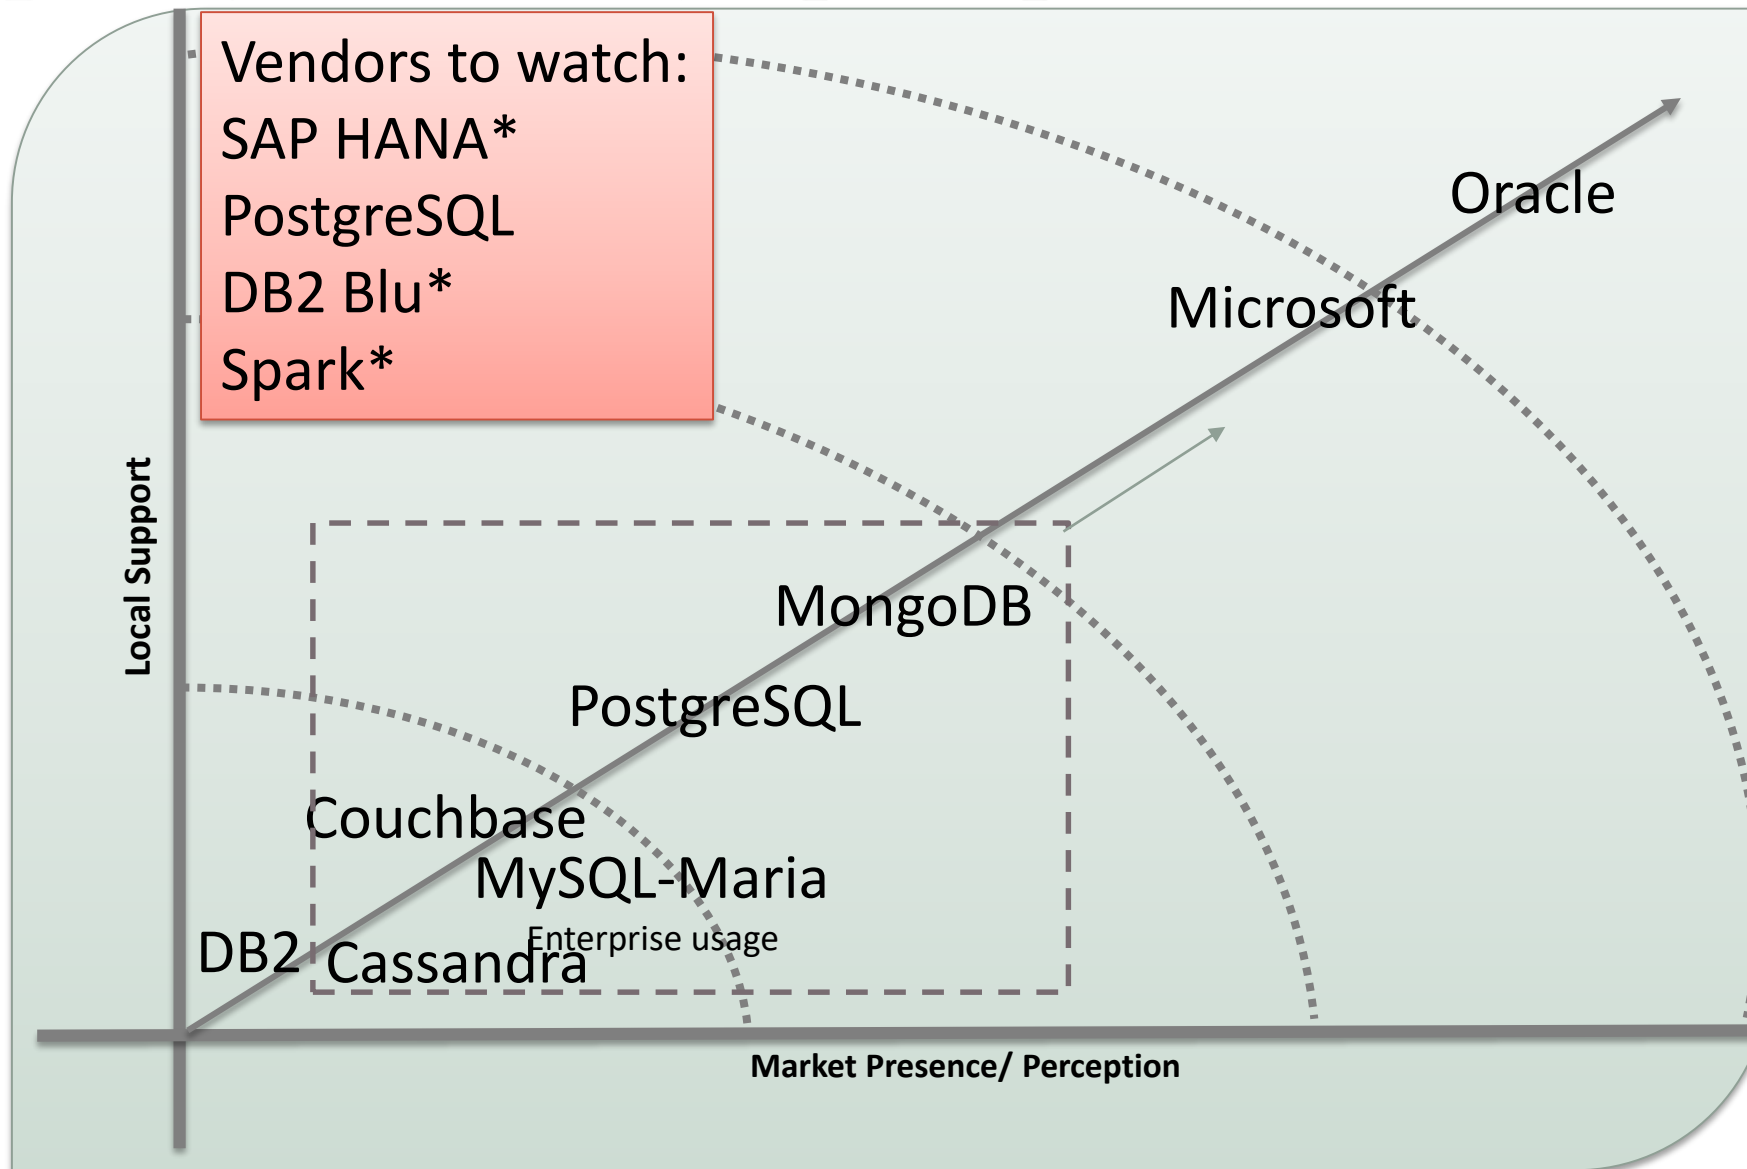 Vendors to watch:
SAP HANA*
PostgreSQL
DB2 Blu*
Spark*
Oracle
Microsoft
Local Support
MongoDB
PostgreSQL
Couchbase
MySQL-Maria
Enterprise usage
DB2
Cassandra
Market Presence/ Perception